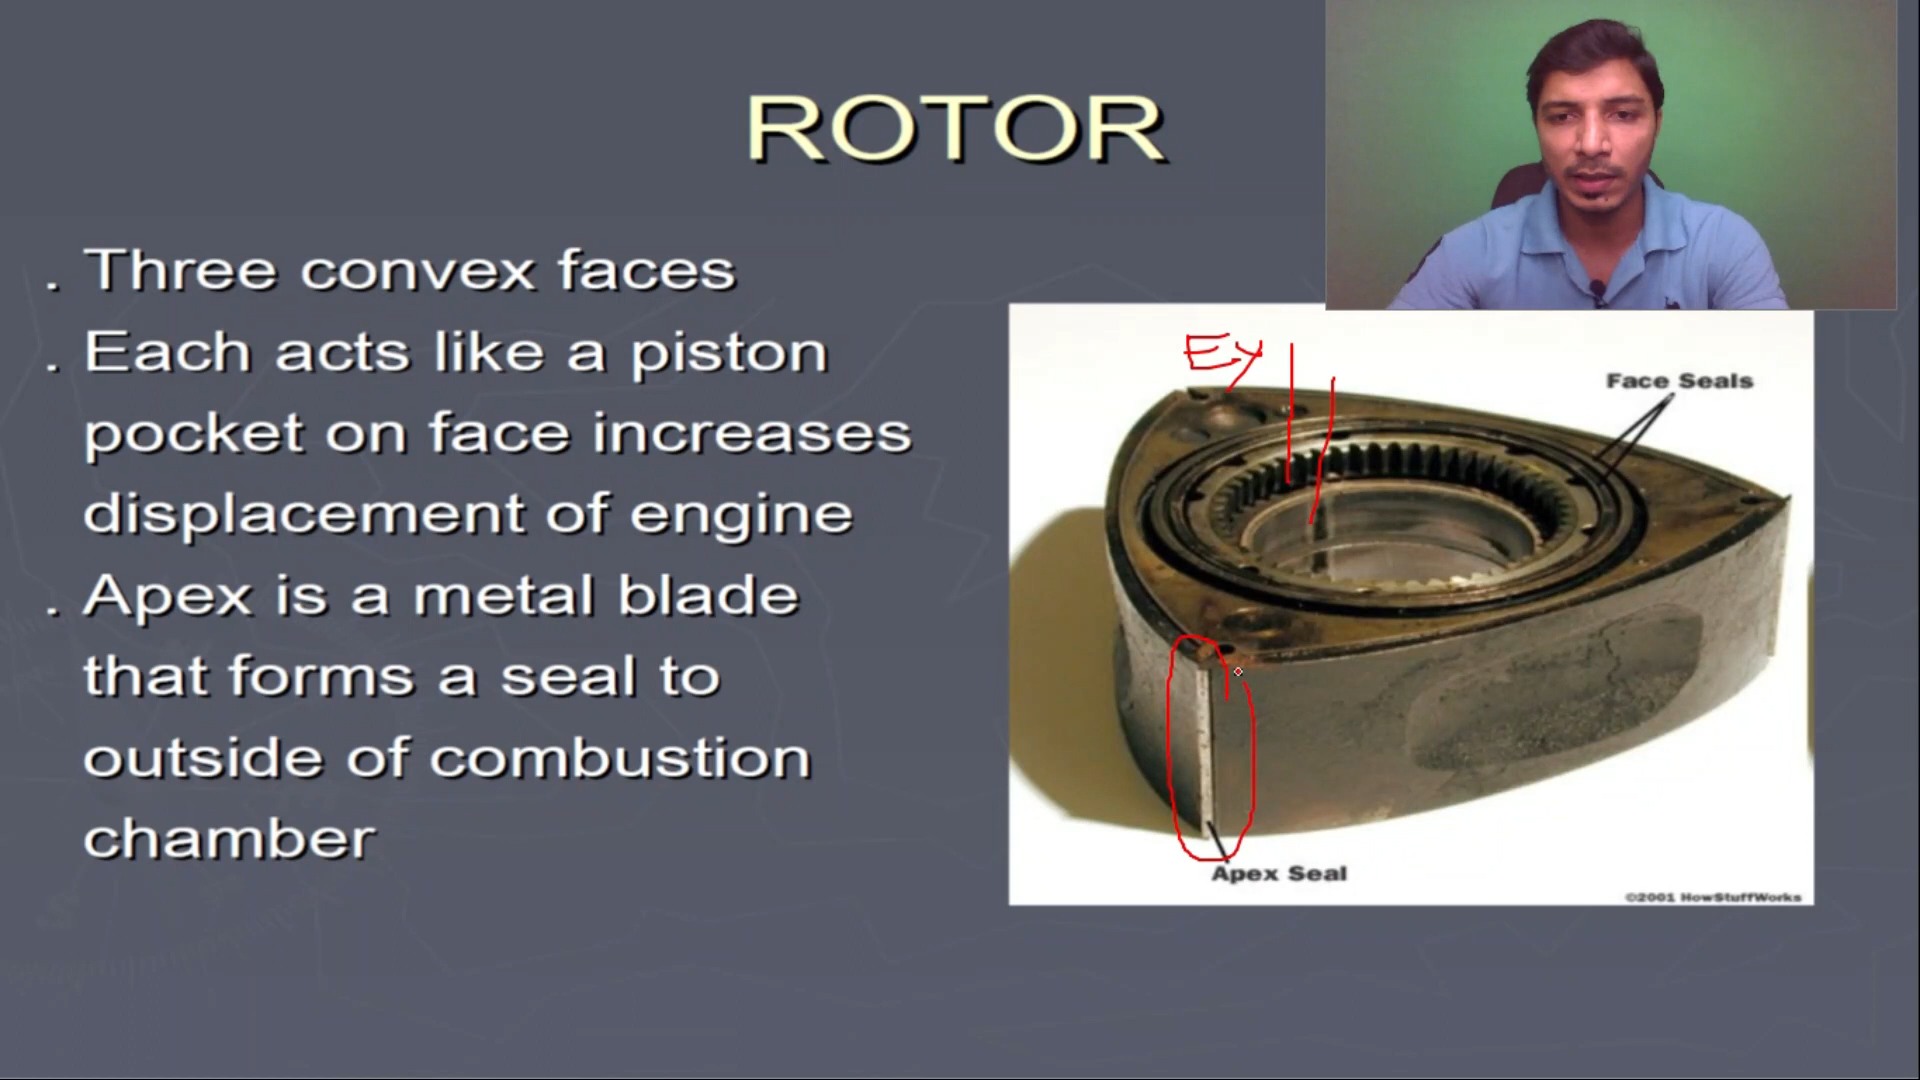 ROTOR
. Three convex faces
. Each acts like a piston
pocket on face increases
displacement of engine
. Apex is a metal blade
that forms a seal to
outside of combustion
chamber
Ey
Face Seals
Apex Seal
©2001 HowStuffWorks